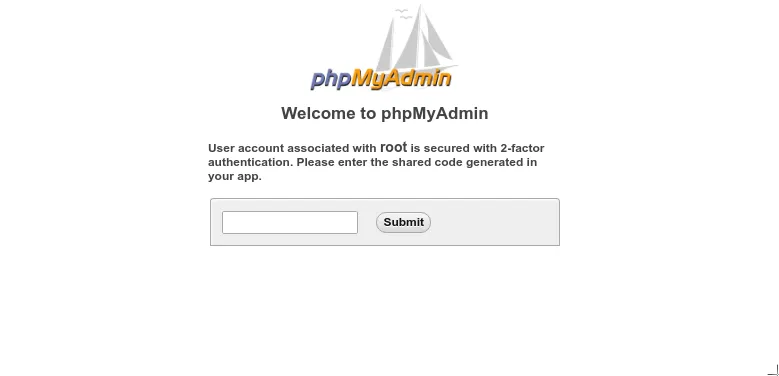 phpMyAdmin
Welcome to phpMyAdmin
User account associated with root is secured with 2-factor
authentication. Please enter the shared code generated in
your app.
Submit